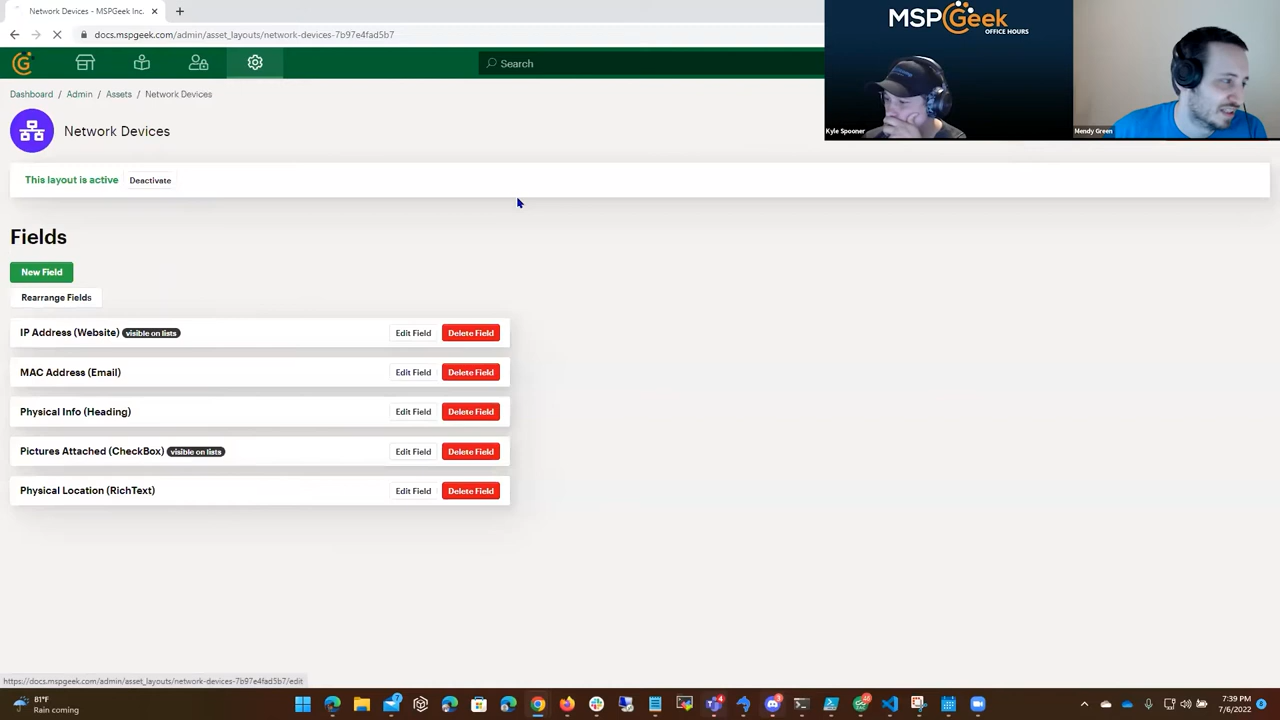 Network Devices - MSPGeek Inc.
docs.mspgeek.com/admin/asset_layouts/network-devices-7b97e4fad5b7
Search
MSPGeek
OFFICE HOURS
Kyle Spooner
Mendy Green
Dashboard / Admin / Assets / Network Devices
Network Devices
This layout is active Deactivate
Fields
New Field
Rearrange Fields
IP Address (Website) visible on lists Edit Field Delete Field
MAC Address (Email) Edit Field Delete Field
Physical Info (Heading) Edit Field Delete Field
Pictures Attached (CheckBox) visible on lists Edit Field Delete Field
Physical Location (RichText) Edit Field Delete Field
https://docs.mspgeek.com/admin/asset_layouts/network-devices-7b97e4fad5b7/edit
81°F
Rain coming
7:39 PM
7/6/2022